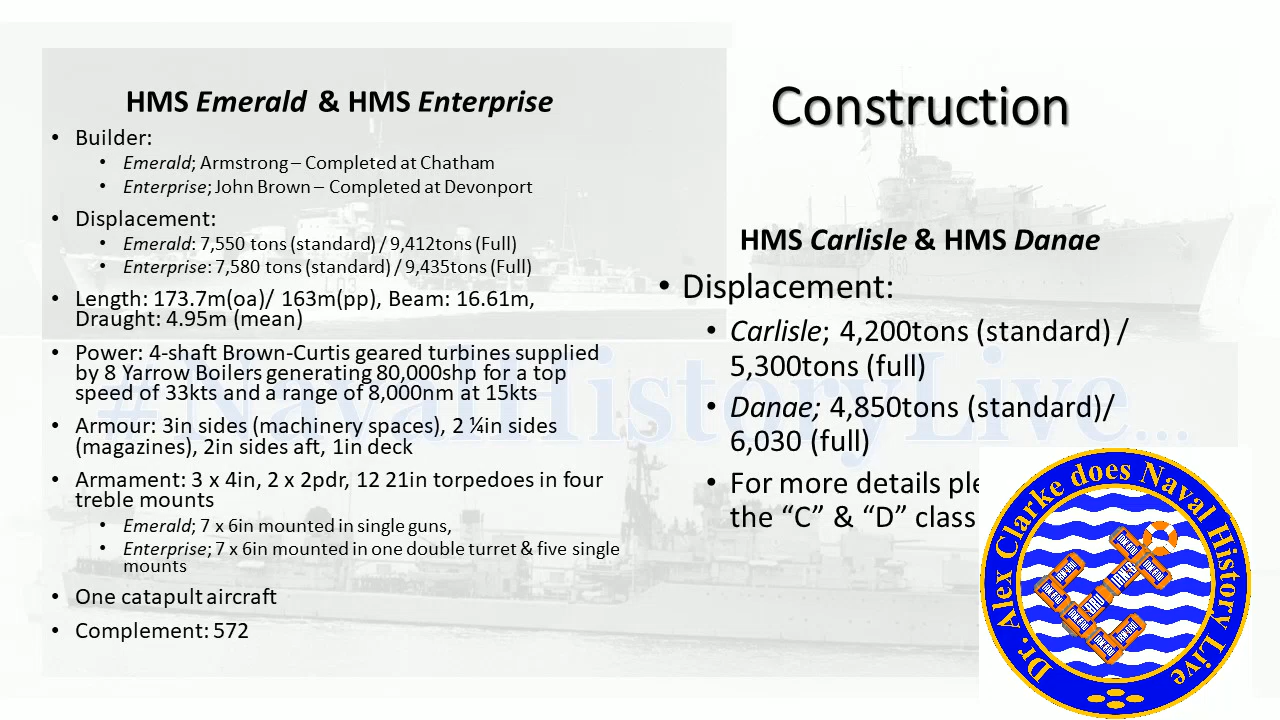 Construction
HMS Emerald & HMS Enterprise
• Builder:
• Emerald; Armstrong – Completed at Chatham
• Enterprise; John Brown – Completed at Devonport
• Displacement:
• Emerald: 7,550 tons (standard) / 9,412tons (Full)
• Enterprise: 7,580 tons (standard) / 9,435tons (Full)
• Length: 173.7m(oa)/ 163m(pp), Beam: 16.61m,
Draught: 4.95m (mean)
• Power: 4-shaft Brown-Curtis geared turbines supplied
by 8 Yarrow Boilers generating 80,000shp for a top
speed of 33kts and a range of 8,000nm at 15kts
• Armour: 3in sides (machinery spaces), 2 ¼in sides
(magazines), 2in sides aft, 1in deck
• Armament: 3 x 4in, 2 x 2pdr, 12 21in torpedoes in four
treble mounts
• Emerald; 7 x 6in mounted in single guns,
• Enterprise; 7 x 6in mounted in one double turret & five single
mounts
• One catapult aircraft
• Complement: 572
HMS Carlisle & HMS Danae
• Displacement:
• Carlisle; 4,200tons (standard) /
5,300tons (full)
• Danae; 4,850tons (standard)/
6,030 (full)
• For more details ple
the “C” & “D” class
#NavalHistoryLive...
Dr. Alex Clarke does Naval History Live